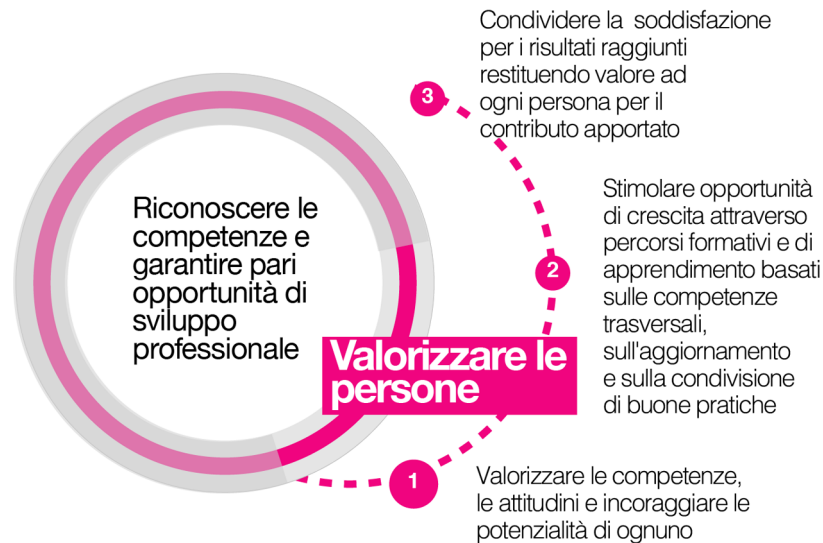 Condividere la soddisfazione
per i risultati raggiunti
restituendo valore ad
ogni persona per il
contributo apportato
3
Stimolare opportunità
di crescita attraverso
percorsi formativi e di
apprendimento basati
sulle competenze
trasversali,
sull'aggiornamento
e sulla condivisione
di buone pratiche
2
Riconoscere le
competenze e
garantire pari
opportunità di
sviluppo
professionale
Valorizzare le
persone
1
Valorizzare le competenze,
le attitudini e incoraggiare le
potenzialità di ognuno